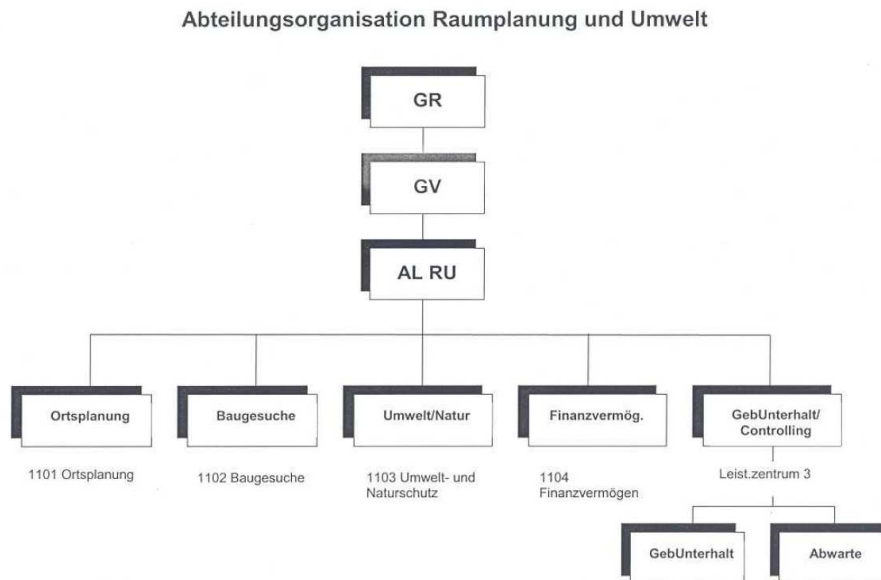 Abteilungsorganisation Raumplanung und Umwelt
GR
GV
AL RU
Ortsplanung
Baugesuche
Umwelt/Natur
Finanzvermög.
GebUnterhalt/
Controlling
1101 Ortsplanung
1102 Baugesuche
1103 Umwelt- und
Naturschutz
1104
Finanzvermögen
Leist.zentrum 3
GebUnterhalt
Abwarte